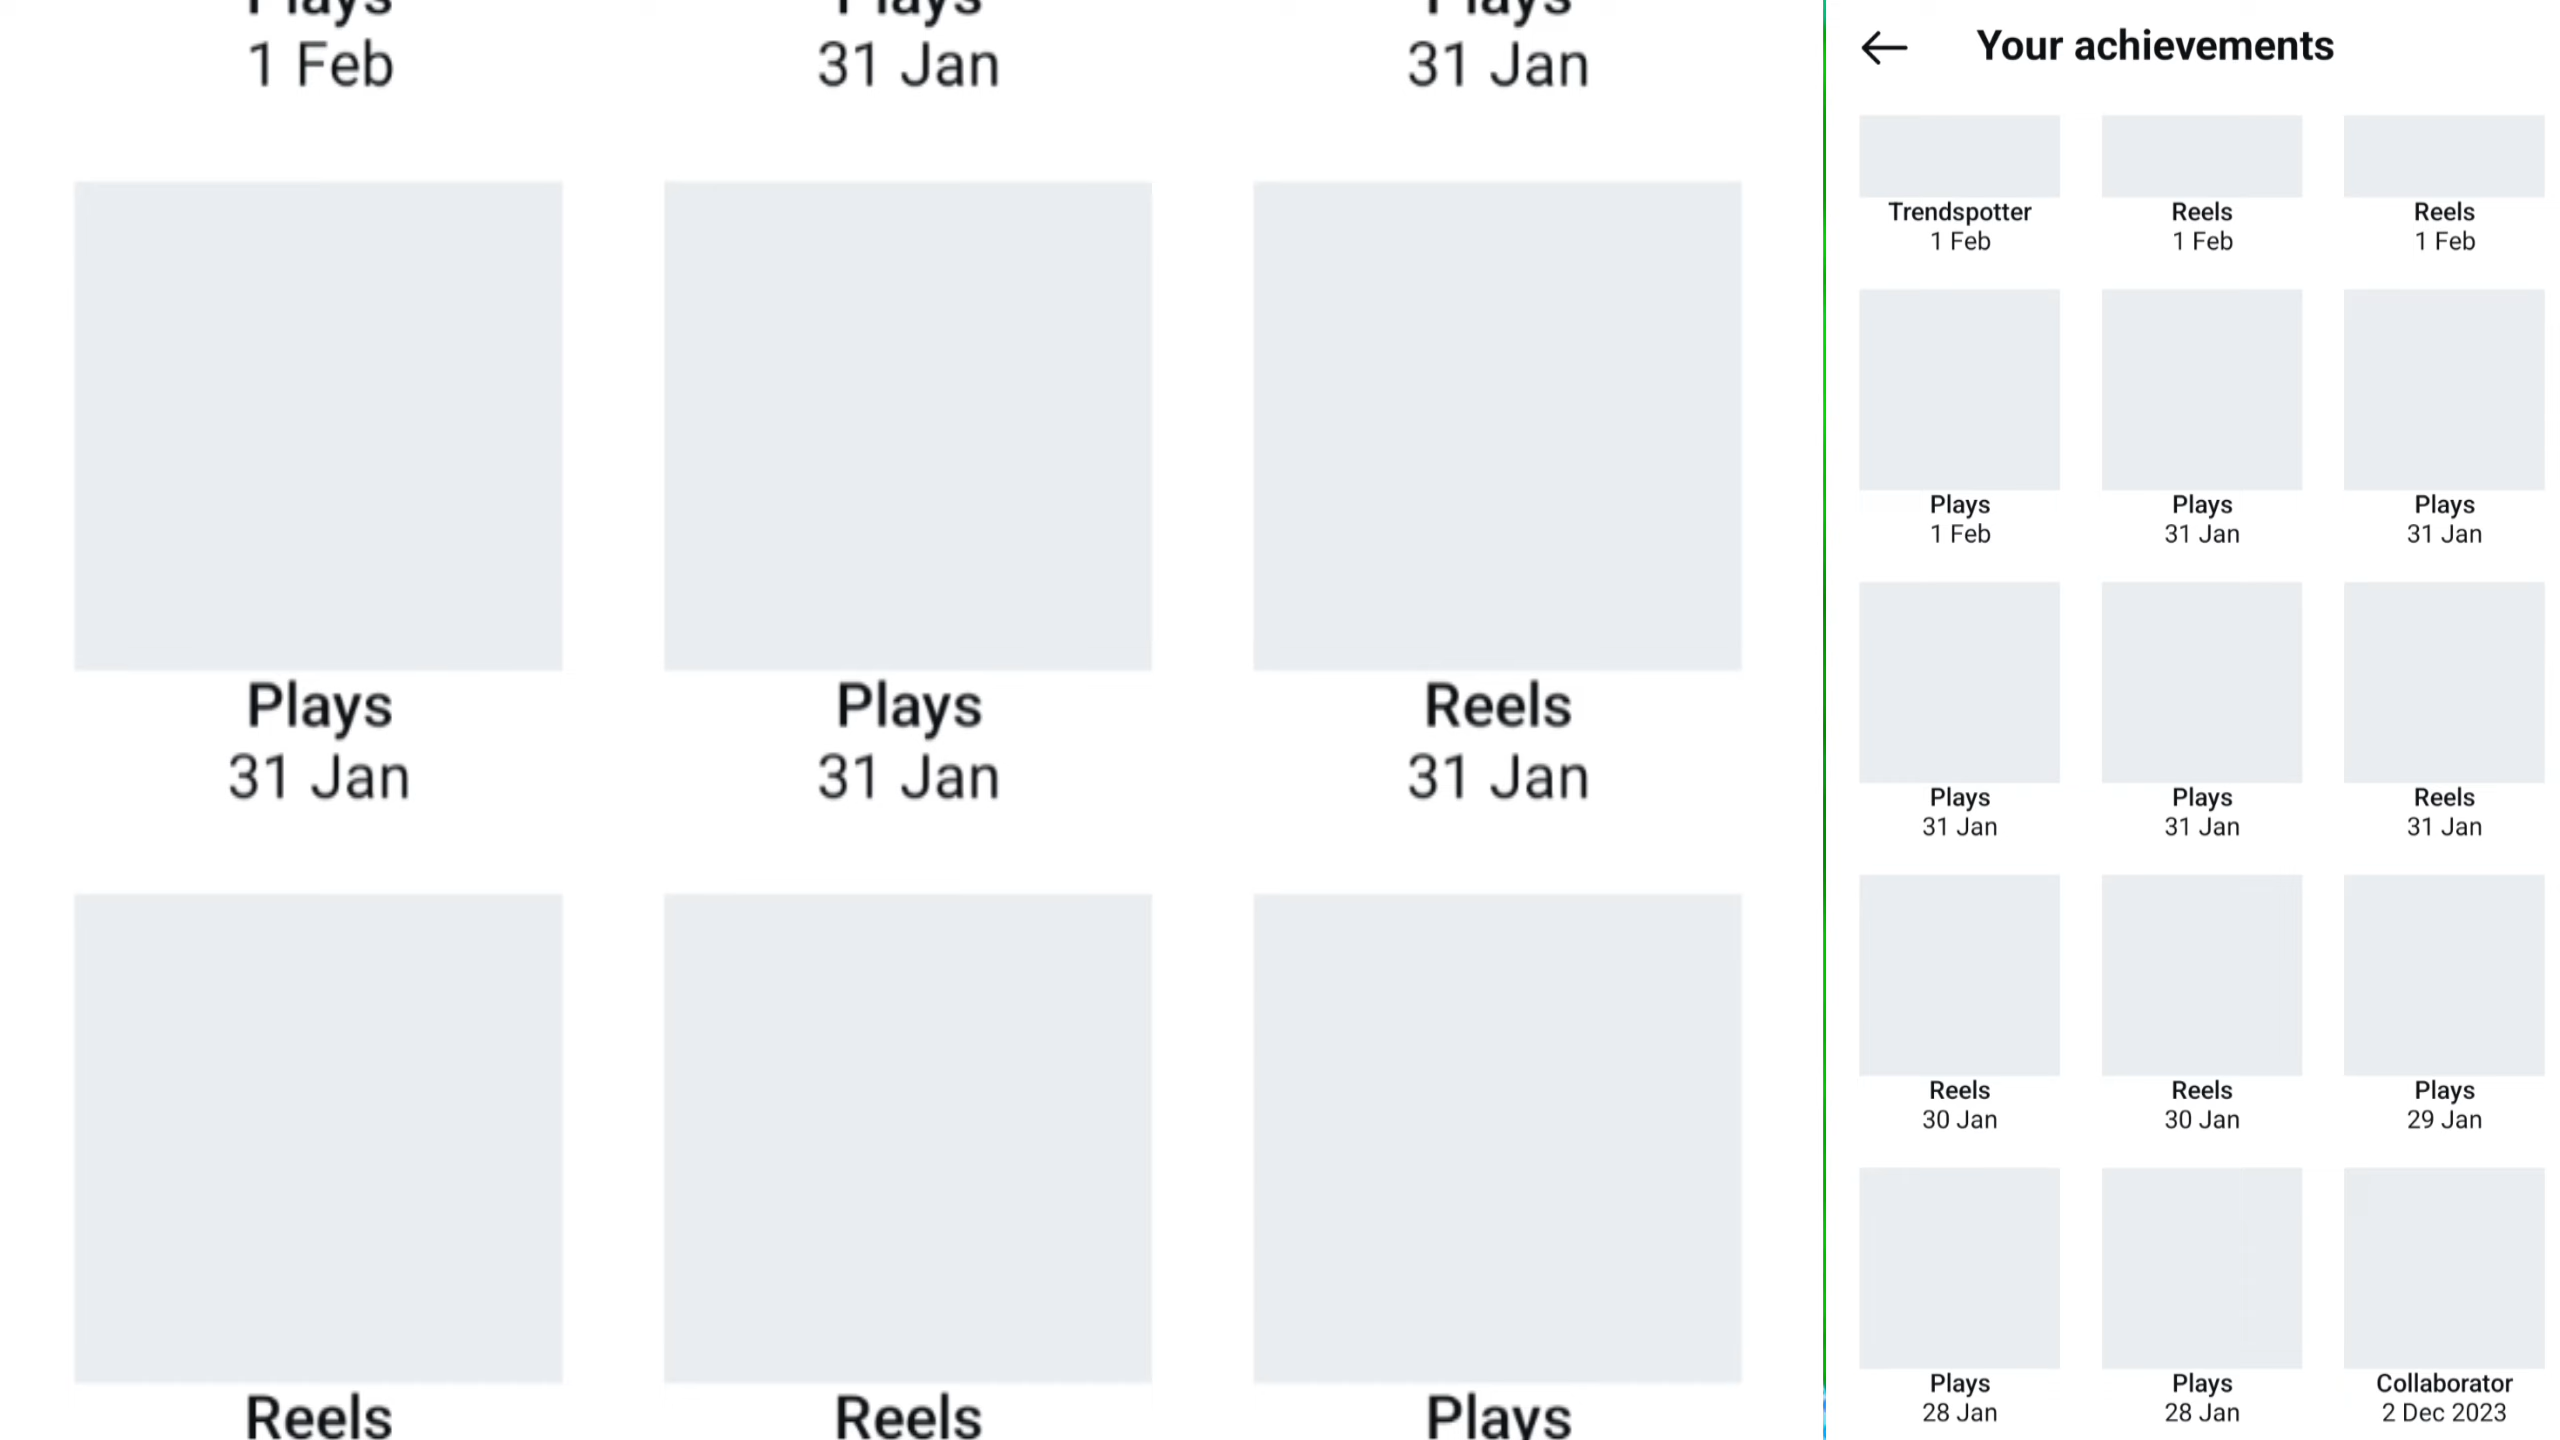 Plays Plays Plays
1 Feb 31 Jan 31 Jan
Plays Plays Reels
31 Jan 31 Jan 31 Jan
Reels Reels Plays
Your achievements
Trendspotter Reels Reels
1 Feb 1 Feb 1 Feb
Plays Plays Plays
1 Feb 31 Jan 31 Jan
Plays Plays Reels
31 Jan 31 Jan 31 Jan
Reels Reels Plays
30 Jan 30 Jan 29 Jan
Plays Plays Collaborator
28 Jan 28 Jan 2 Dec 2023